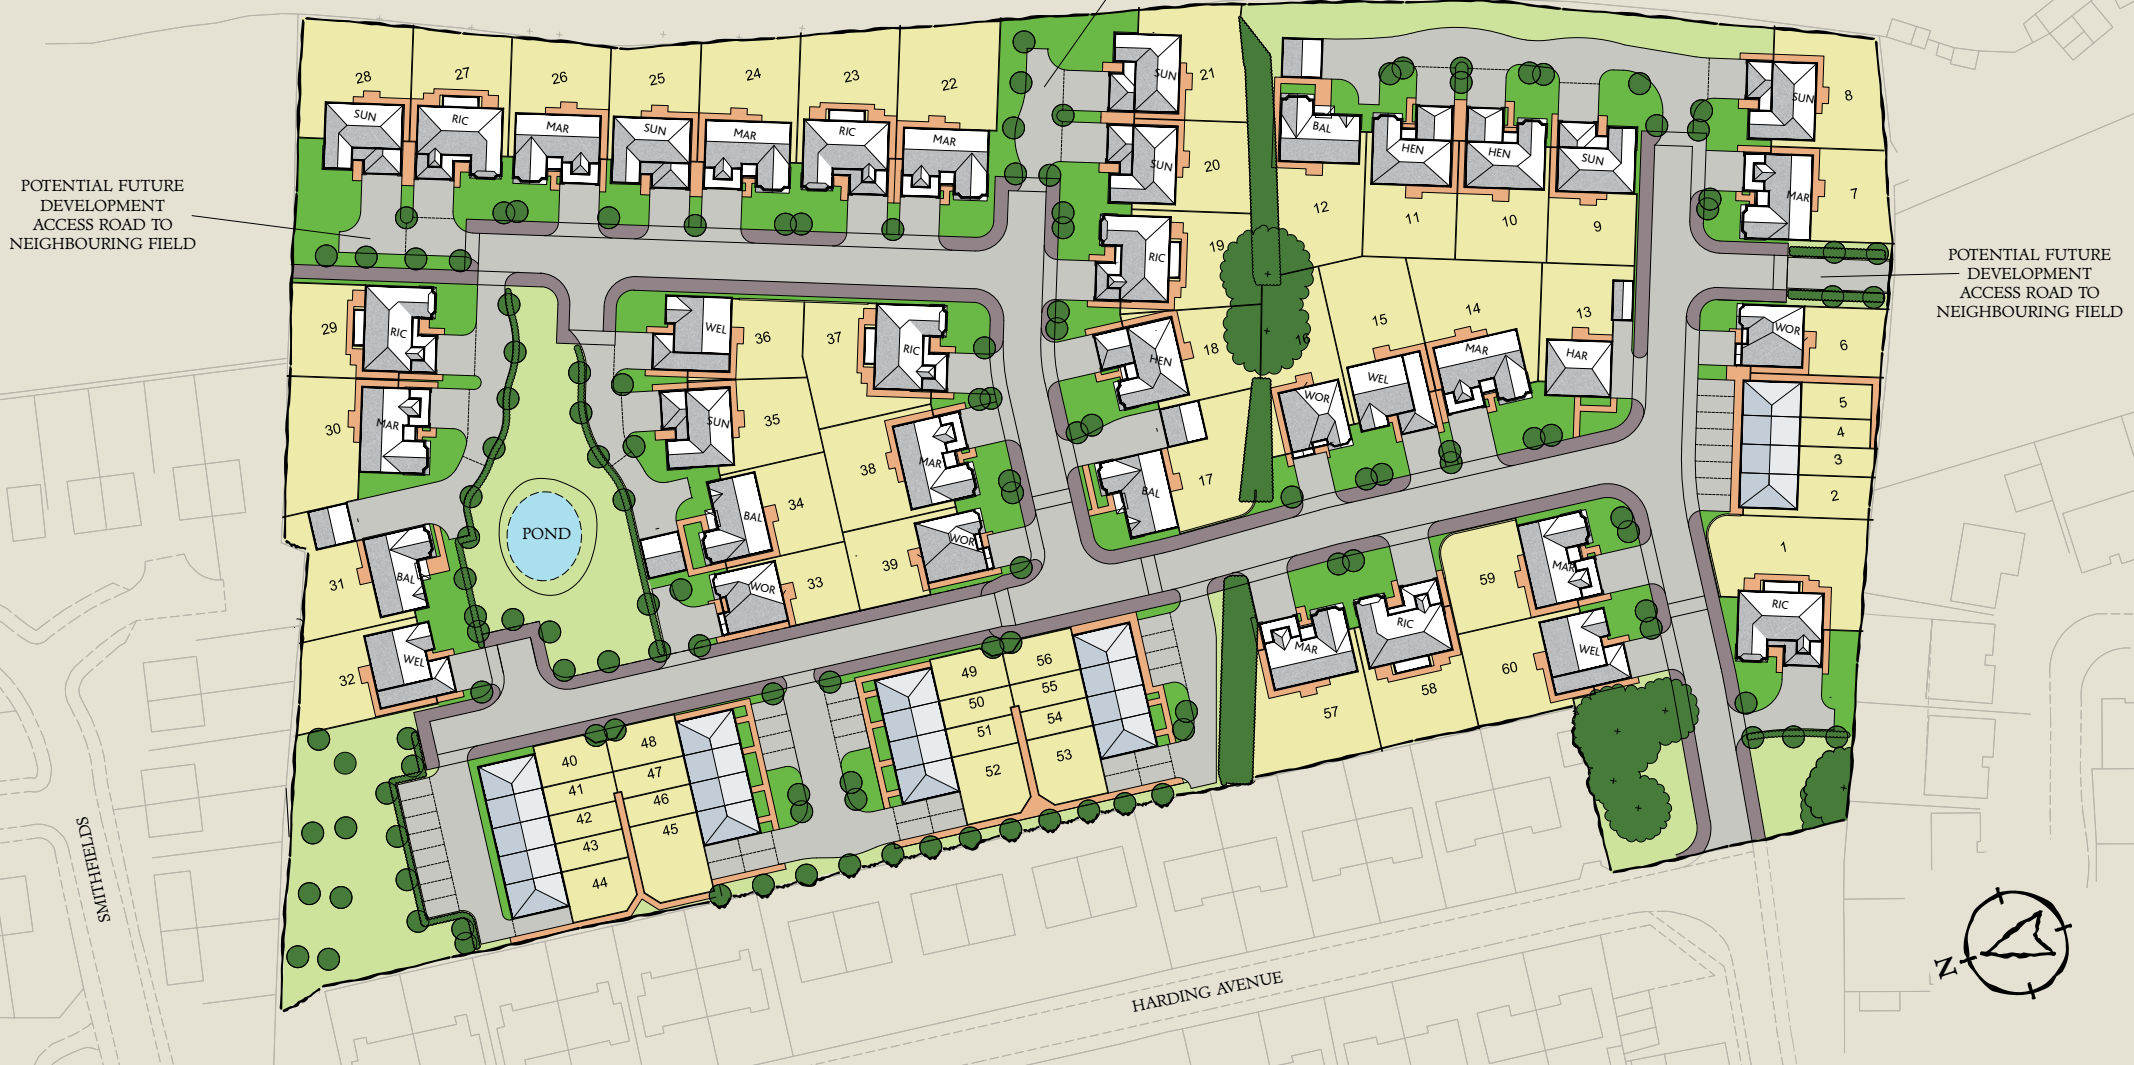 28
27
26
25
24
23
22
21
8
SUN
RIC
MAR
SUN
MAR
RIC
MAR
SUN
SUN
BAL
HEN
HEN
SUN
SUN
20
MAR
7
POTENTIAL FUTURE
DEVELOPMENT
ACCESS ROAD TO
NEIGHBOURING FIELD
12
11
10
9
19
RIC
POTENTIAL FUTURE
DEVELOPMENT
ACCESS ROAD TO
NEIGHBOURING FIELD
29
RIC
WEL
36
37
RIC
HEN
18
16
15
14
13
WOR
6
MAR
HAR
WEL
WOR
30
MAR
SUN
35
38
MAR
5
4
3
2
17
BAL
34
BAL
POND
WOR
39
1
31
BAL
WOR
33
59
MAR
RIC
32
WEL
MAR
RIC
WEL
60
58
57
49
50
51
52
56
55
54
53
40
41
42
43
44
48
47
46
45
SMITHFIELDS
HARDING AVENUE
N